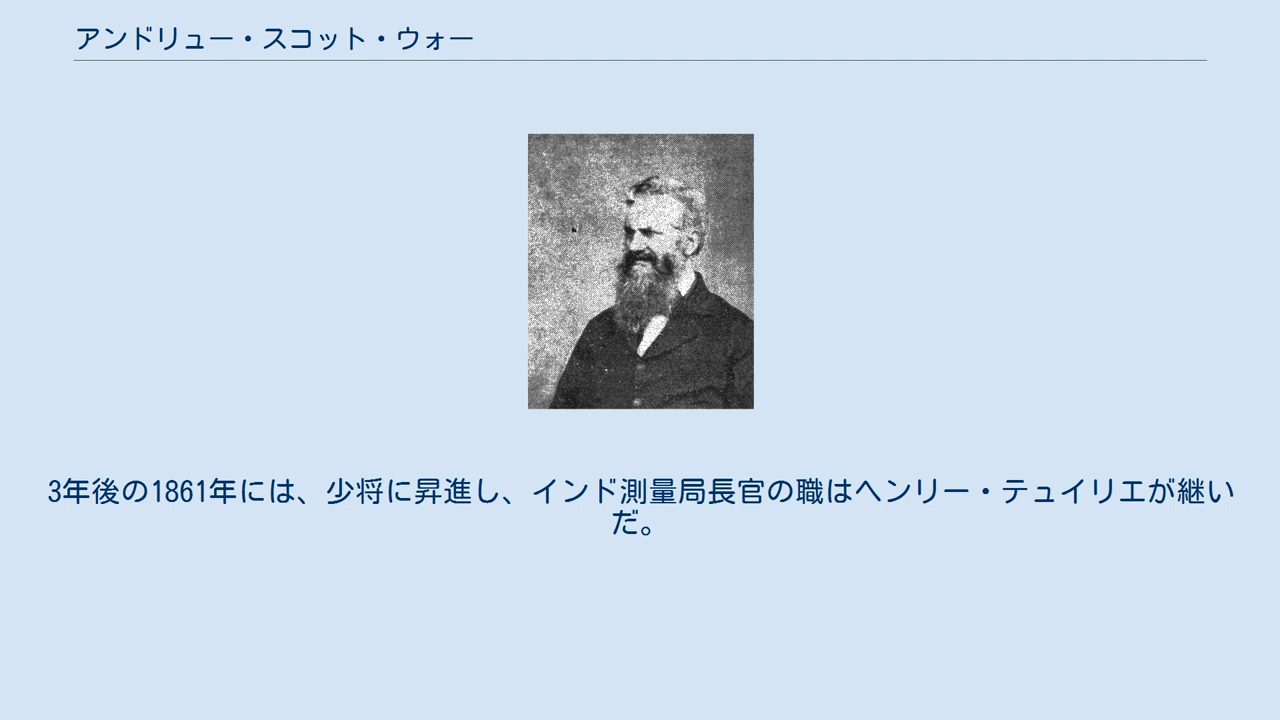 アンドリュー・スコット・ウォー
3年後の1861年には、少将に昇進し、インド測量局長官の職はヘンリー・テュイリエが継い
だ。